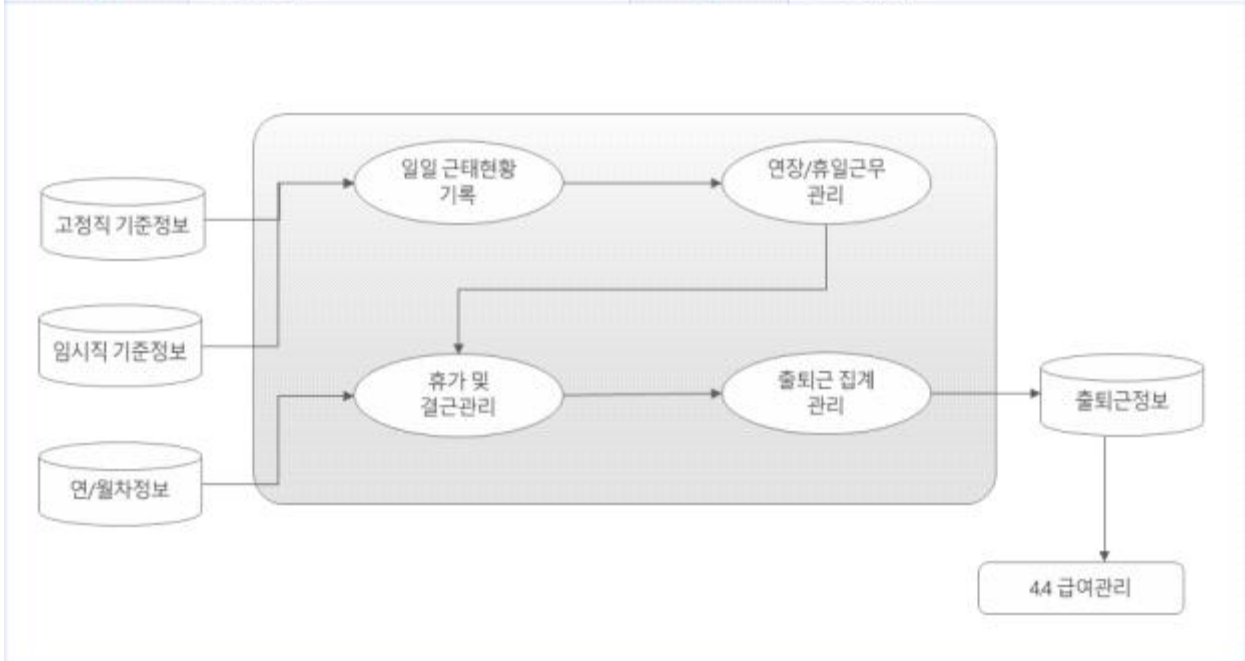 일일 근태현황
기록
연장/휴일근무
관리
고정직 기준정보
임시직 기준정보
휴가 및
결근관리
출퇴근 집계
관리
출퇴근정보
연/월차정보
4.4 급여관리